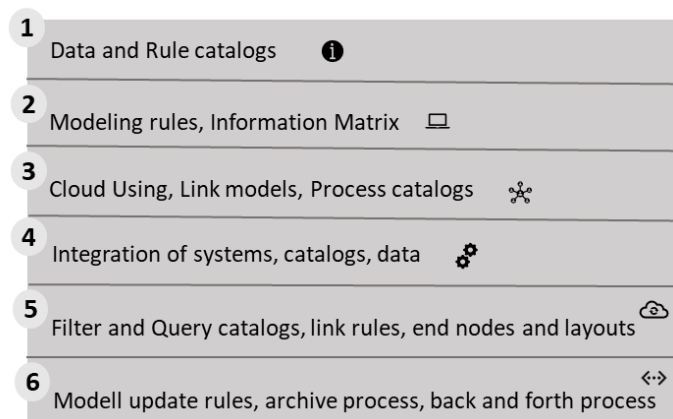 1
Data and Rule catalogs
2
Modeling rules, Information Matrix
3
Cloud Using, Link models, Process catalogs
4
Integration of systems, catalogs, data
5
Filter and Query catalogs, link rules, end nodes and layouts
6
Modell update rules, archive process, back and forth process